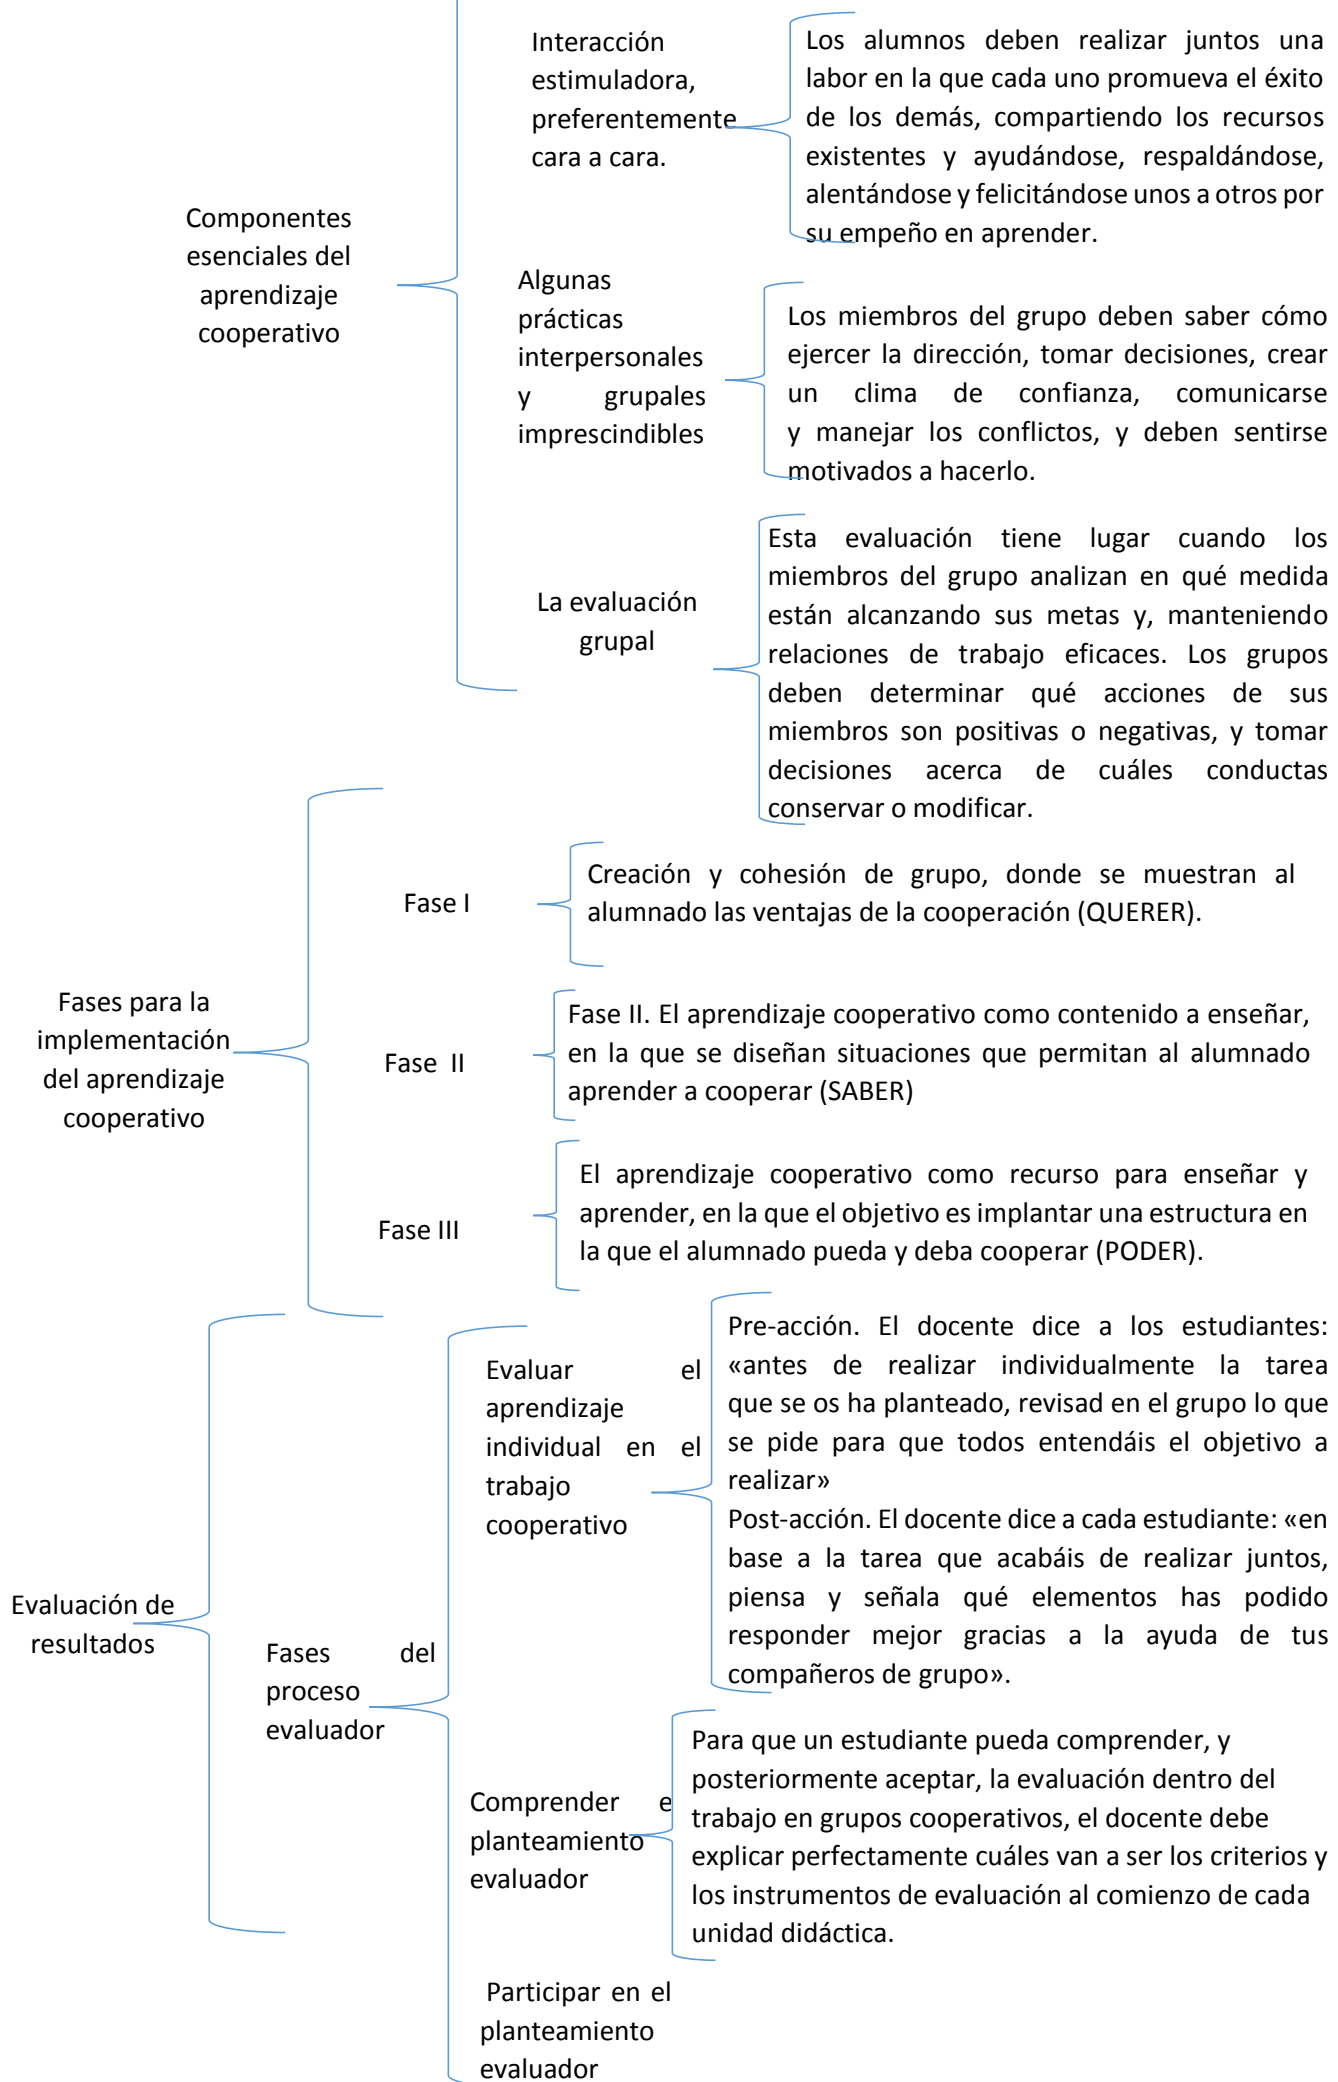 Componentes
esenciales del
aprendizaje
cooperativo
Interacción
estimuladora,
preferentemente
cara a cara.
Los alumnos deben realizar juntos una
labor en la que cada uno promueva el éxito
de los demás, compartiendo los recursos
existentes y ayudándose, respaldándose,
alentándose y felicitándose unos a otros por
su empeño en aprender.
Algunas
prácticas
interpersonales
y grupales
imprescindibles
Los miembros del grupo deben saber cómo
ejercer la dirección, tomar decisiones, crear
un clima de confianza, comunicarse
y manejar los conflictos, y deben sentirse
motivados a hacerlo.
La evaluación
grupal
Esta evaluación tiene lugar cuando los
miembros del grupo analizan en qué medida
están alcanzando sus metas y, manteniendo
relaciones de trabajo eficaces. Los grupos
deben determinar qué acciones de sus
miembros son positivas o negativas, y tomar
decisiones acerca de cuáles conductas
conservar o modificar.
Fases para la
implementación
del aprendizaje
cooperativo
Fase I
Creación y cohesión de grupo, donde se muestran al
alumnado las ventajas de la cooperación (QUERER).
Fase II
Fase II. El aprendizaje cooperativo como contenido a enseñar,
en la que se diseñan situaciones que permitan al alumnado
aprender a cooperar (SABER)
Fase III
El aprendizaje cooperativo como recurso para enseñar y
aprender, en la que el objetivo es implantar una estructura en
la que el alumnado pueda y deba cooperar (PODER).
Evaluación de
resultados
Fases del
proceso
evaluador
Evaluar el
aprendizaje
individual en el
trabajo
cooperativo
Pre-acción. El docente dice a los estudiantes:
«antes de realizar individualmente la tarea
que se os ha planteado, revisad en el grupo lo que
se pide para que todos entendáis el objetivo a
realizar»
Post-acción. El docente dice a cada estudiante: «en
base a la tarea que acabáis de realizar juntos,
piensa y señala qué elementos has podido
responder mejor gracias a la ayuda de tus
compañeros de grupo».
Comprender e
planteamiento
evaluador
Para que un estudiante pueda comprender, y
posteriormente aceptar, la evaluación dentro del
trabajo en grupos cooperativos, el docente debe
explicar perfectamente cuáles van a ser los criterios y
los instrumentos de evaluación al comienzo de cada
unidad didáctica.
Participar en el
planteamiento
evaluador